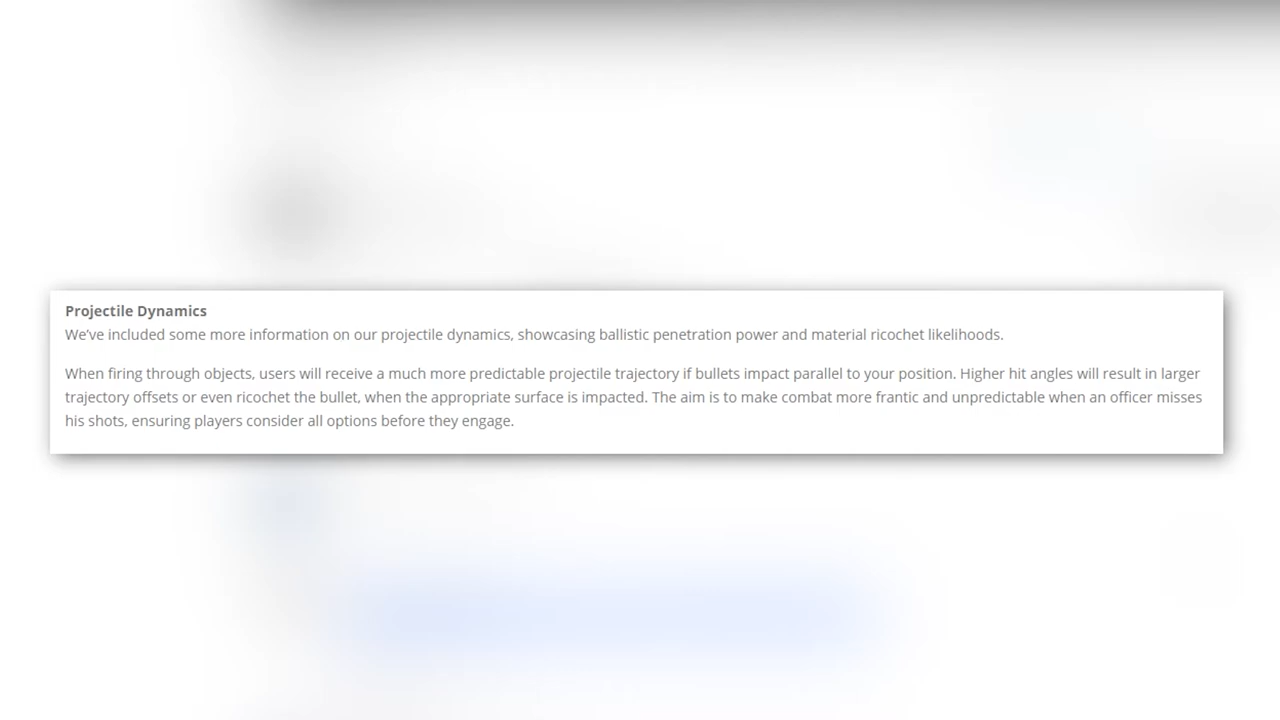 Projectile Dynamics
We've included some more information on our projectile dynamics, showcasing ballistic penetration power and material ricochet likelihoods.
When firing through objects, users will receive a much more predictable projectile trajectory if bullets impact parallel to your position. Higher hit angles will result in larger
trajectory offsets or even ricochet the bullet, when the appropriate surface is impacted. The aim is to make combat more frantic and unpredictable when an officer misses
his shots, ensuring players consider all options before they engage.